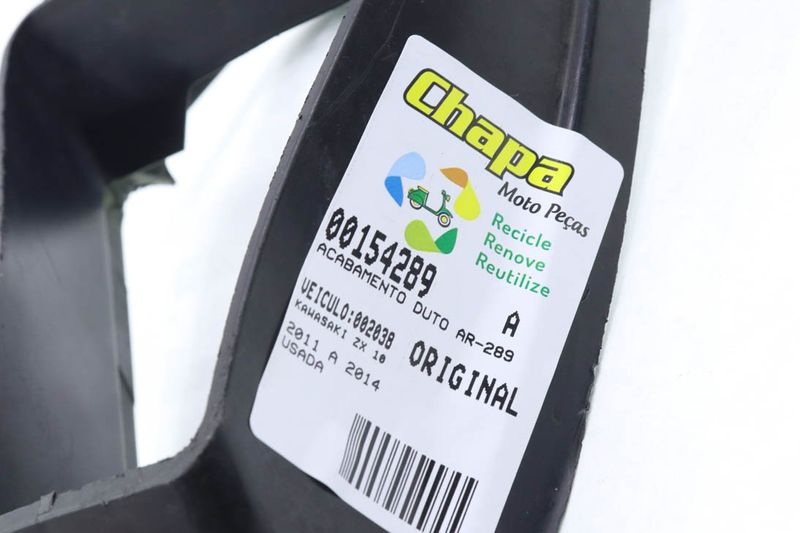 Chapa
Moto Peças
Recicle
Renove
Reutilize
00154289
A
ACABAMENTO DUTO AR-289
VEICULO:002038
ORIGINAL
KAWASAKI ZX 10
2011 A 2014
USADA